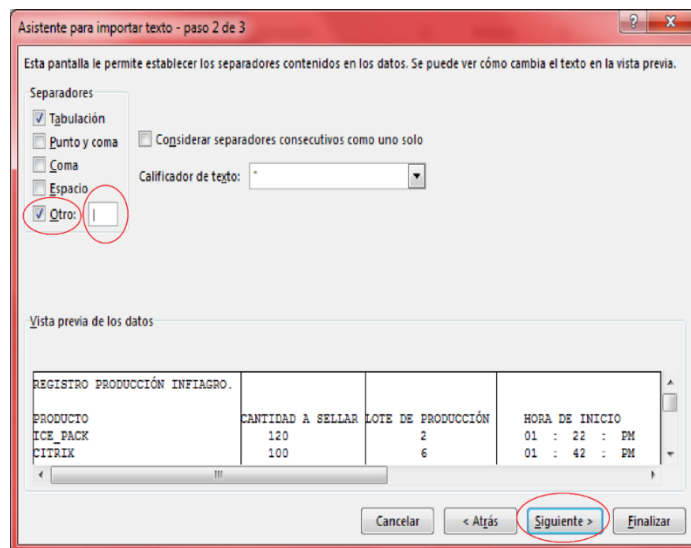 Asistente para importar texto - paso 2 de 3
Esta pantalla le permite establecer los separadores contenidos en los datos. Se puede ver cómo cambia el texto en la vista previa.
Separadores
Tabulación
Punto y coma
Coma
Espacio
Otro: |
Considerar separadores consecutivos como uno solo
Calificador de texto: "
Vista previa de los datos
REGISTRO PRODUCCIÓN INFIAGRO.
PRODUCTO CANTIDAD A SELLAR LOTE DE PRODUCCIÓN HORA DE INICIO
ICE_PACK 120 2 01 : 22 : PM
CITRIX 100 6 01 : 42 : PM
Cancelar < Atrás Siguiente > Finalizar